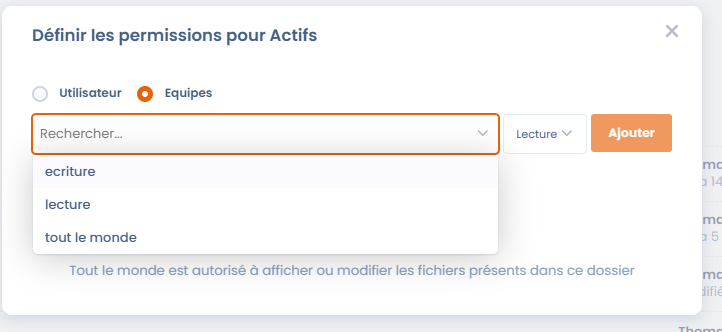 Définir les permissions pour Actifs
Utilisateur Equipes
Rechercher... Lecture Ajouter
ecriture
lecture
tout le monde
Tout le monde est autorisé à afficher ou modifier les fichiers présents dans ce dossier